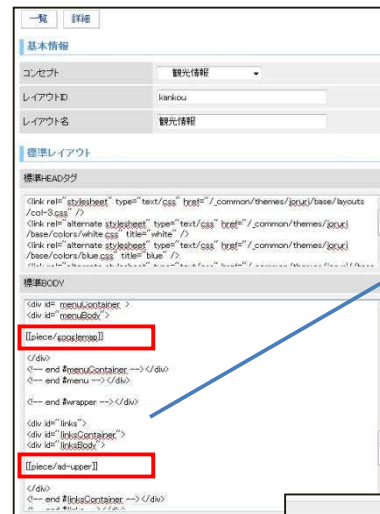 一覧 詳細
基本情報
コンセプト 観光情報
レイアウトID kankou
レイアウト名 観光情報
標準レイアウト
標準HEADタグ
<link rel="stylesheet" type="text/css" href="/_common/themes/joruri/base/layouts
/col-3.css" />
<link rel="alternate stylesheet" type="text/css" href="/_common/themes/joruri
/base/colors/white.css" title="white" />
<link rel="alternate stylesheet" type="text/css" href="/_common/themes/joruri
/base/colors/blue.css" title="blue" />
標準BODY
<div id="menuContainer">
<div id="menuBody">
[[piece/googlemap]]
</div>
<!-- end #menuContainer --></div>
<!-- end #menu --></div>
<!-- end #wrapper --></div>
<div id="links">
<div id="linksContainer">
<div id="linksBody">
[[piece/ad-upper]]
</div>
<!-- end #linksContainer --></div>